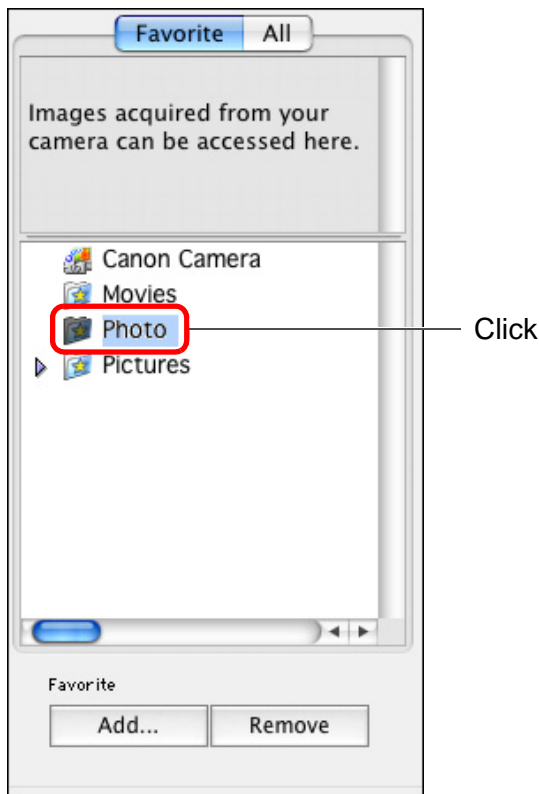 Favorite All
Images acquired from your
camera can be accessed here.
Canon Camera
Movies
Photo
Click
Pictures
Favorite
Add... Remove